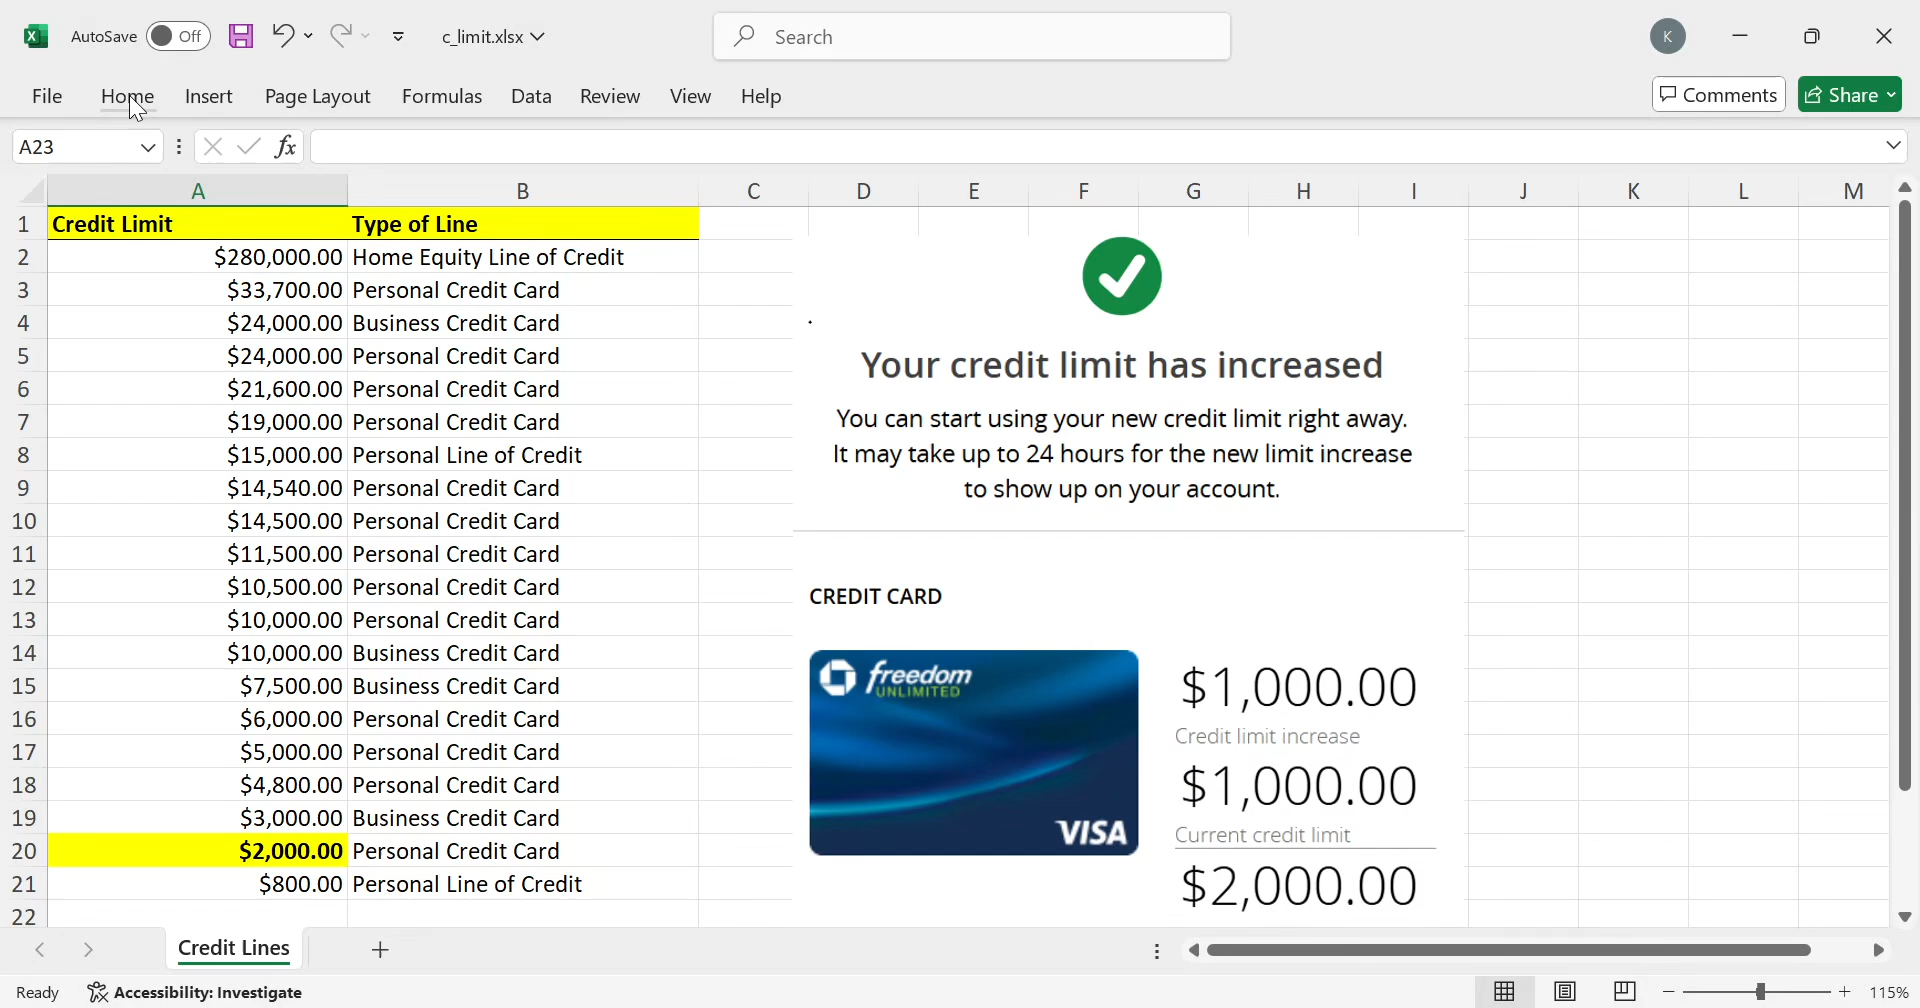 AutoSave Off c_limit.xlsx Search K
File Home Insert Page Layout Formulas Data Review View Help Comments Share
A23 fx
A B C D E F G H I J K L M
1 Credit Limit Type of Line
2 $280,000.00 Home Equity Line of Credit
3 $33,700.00 Personal Credit Card
4 $24,000.00 Business Credit Card
5 $24,000.00 Personal Credit Card
6 $21,600.00 Personal Credit Card
7 $19,000.00 Personal Credit Card
8 $15,000.00 Personal Line of Credit
9 $14,540.00 Personal Credit Card
10 $14,500.00 Personal Credit Card
11 $11,500.00 Personal Credit Card
12 $10,500.00 Personal Credit Card
13 $10,000.00 Personal Credit Card
14 $10,000.00 Business Credit Card
15 $7,500.00 Business Credit Card
16 $6,000.00 Personal Credit Card
17 $5,000.00 Personal Credit Card
18 $4,800.00 Personal Credit Card
19 $3,000.00 Business Credit Card
20 $2,000.00 Personal Credit Card
21 $800.00 Personal Line of Credit
22
Your credit limit has increased
You can start using your new credit limit right away.
It may take up to 24 hours for the new limit increase
to show up on your account.
CREDIT CARD
freedom
UNLIMITED
VISA
$1,000.00
Credit limit increase
$1,000.00
Current credit limit
$2,000.00
Credit Lines
Ready Accessibility: Investigate 115%